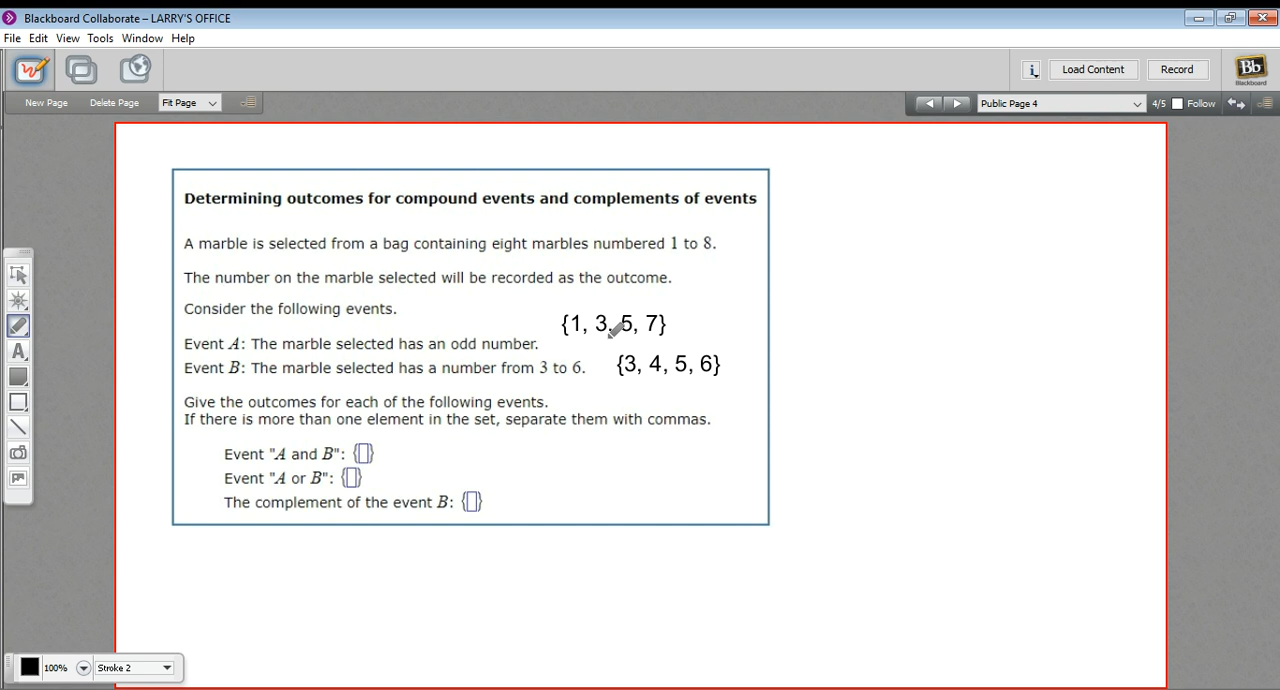 Blackboard Collaborate – LARRY'S OFFICE
File Edit View Tools Window Help
i Load Content Record Bb
Blackboard
New Page Delete Page Fit Page Public Page 4 4/5 Follow
Determining outcomes for compound events and complements of events
A marble is selected from a bag containing eight marbles numbered 1 to 8.
The number on the marble selected will be recorded as the outcome.
Consider the following events.
{1, 3, 5, 7}
Event A: The marble selected has an odd number.
Event B: The marble selected has a number from 3 to 6. {3, 4, 5, 6}
Give the outcomes for each of the following events.
If there is more than one element in the set, separate them with commas.
Event "A and B": {}
Event "A or B": {}
The complement of the event B: {}
A
100% Stroke 2